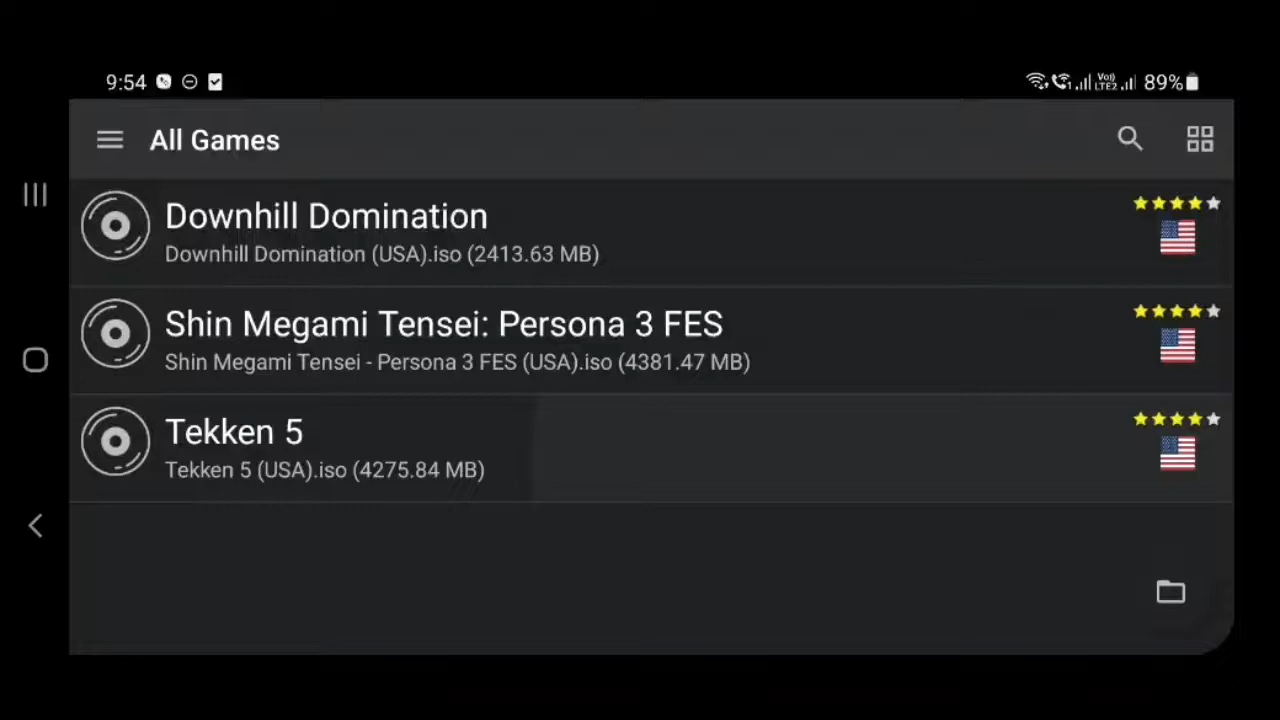 9:54
Vo)) LTE2 89%
All Games
Downhill Domination
Downhill Domination (USA).iso (2413.63 MB)
Shin Megami Tensei: Persona 3 FES
Shin Megami Tensei - Persona 3 FES (USA).iso (4381.47 MB)
Tekken 5
Tekken 5 (USA).iso (4275.84 MB)